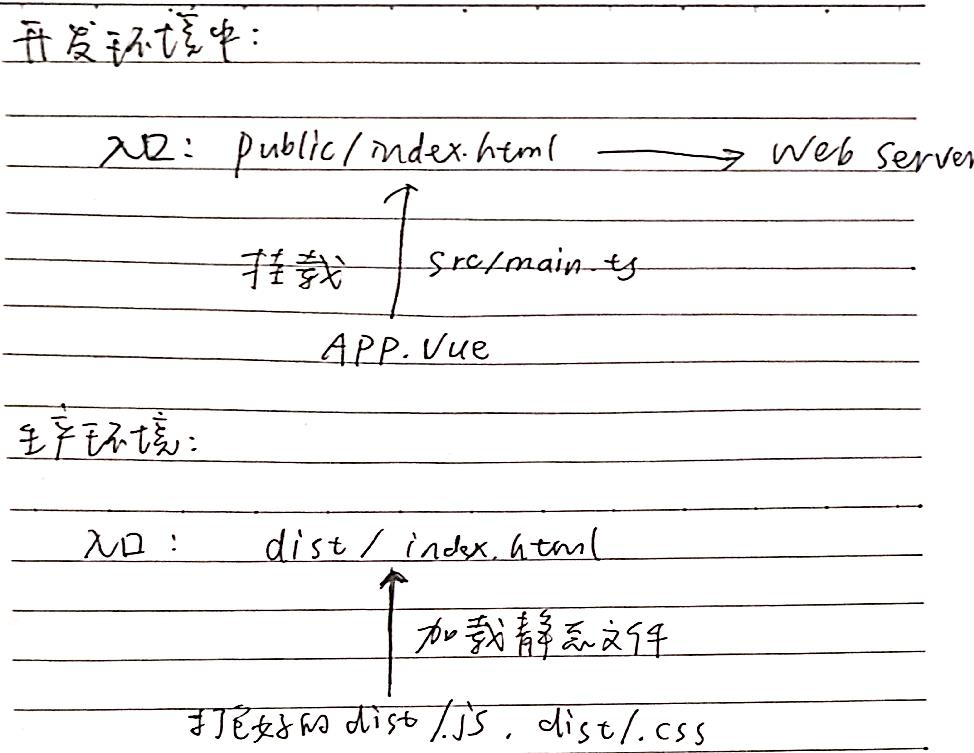 开发环境中：
入口： public/index.html → Web Server
挂载 src/main.ts
APP.Vue
生产环境：
入口： dist/index.html
加载静态文件
打包好的 dist/.js, dist/.css